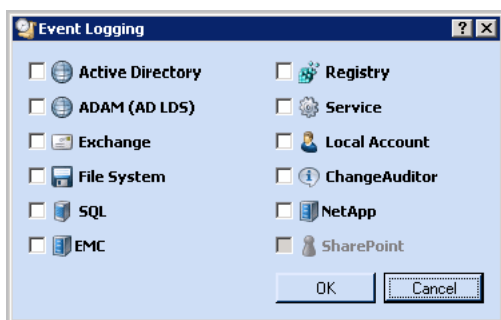 Event Logging
Active Directory
Registry
ADAM (AD LDS)
Service
Exchange
Local Account
File System
ChangeAuditor
SQL
NetApp
EMC
SharePoint
OK
Cancel